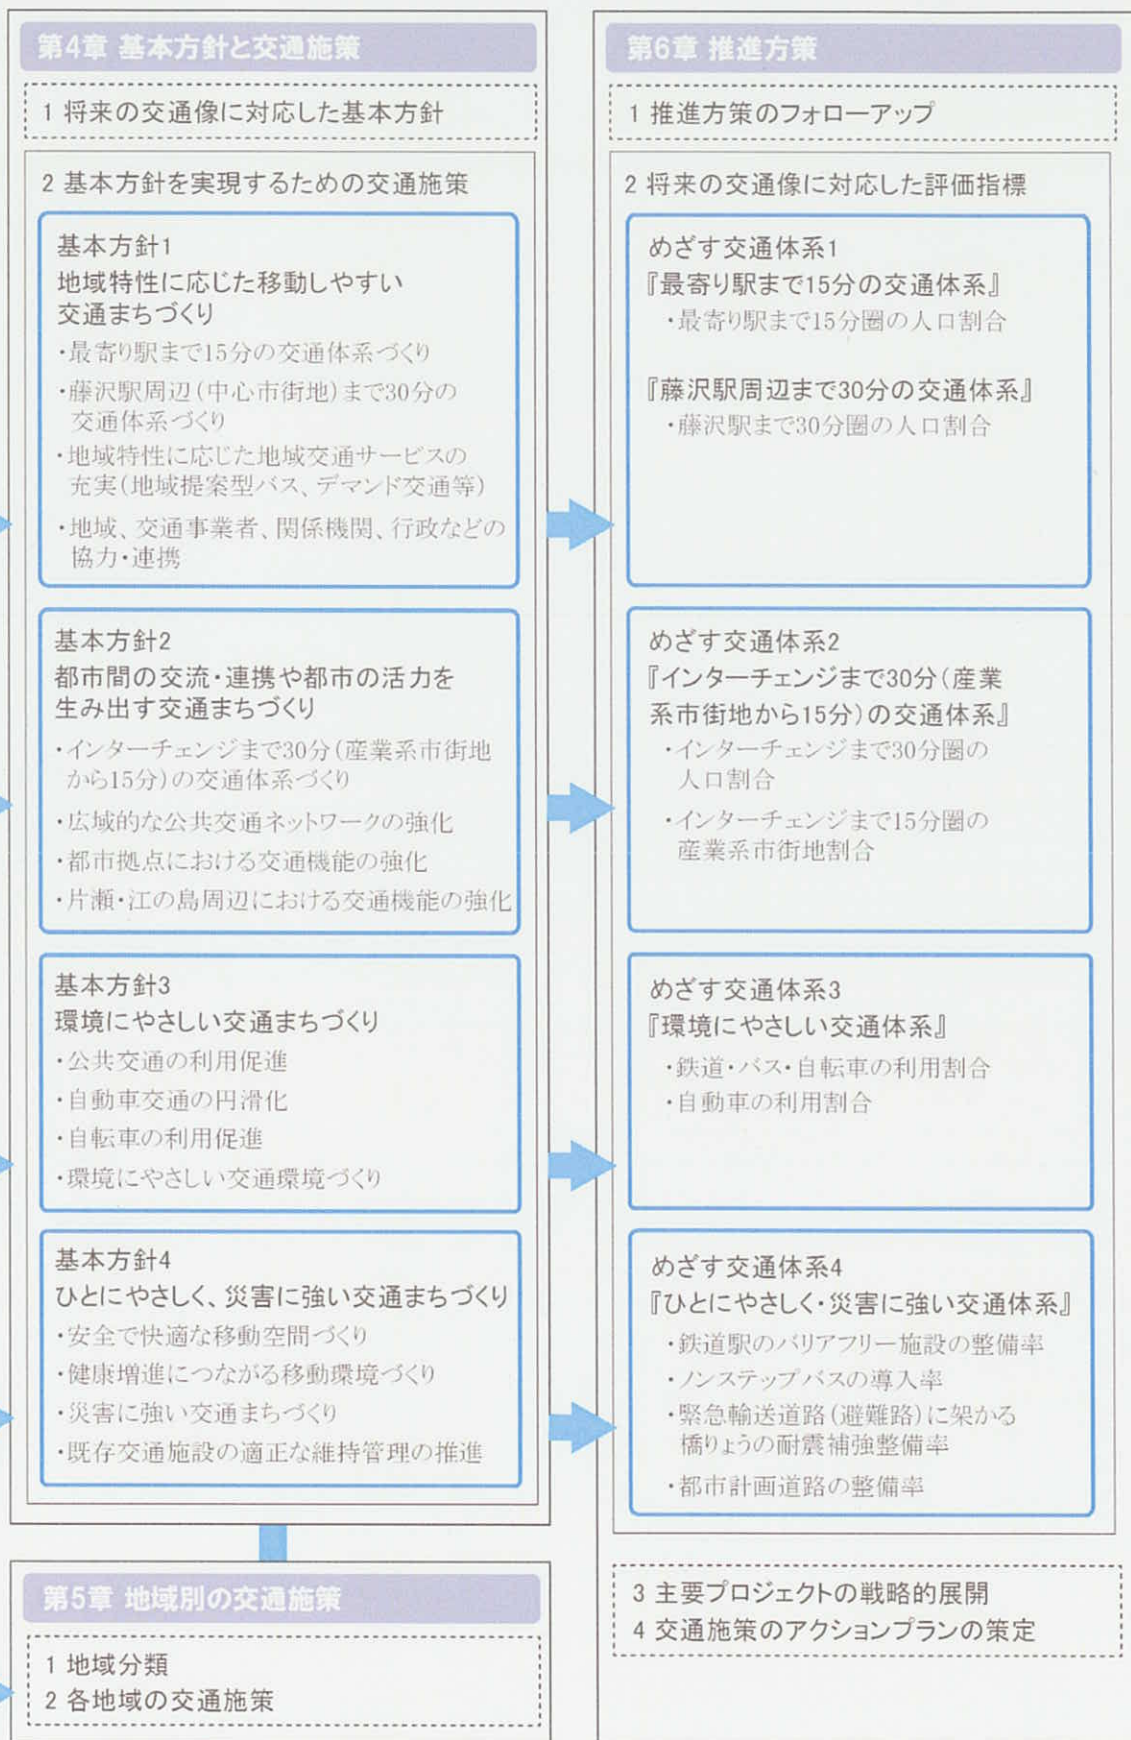 第4章 基本方針と交通施策
1 将来の交通像に対応した基本方針
2 基本方針を実現するための交通施策
基本方針1
地域特性に応じた移動しやすい
交通まちづくり
・最寄り駅まで15分の交通体系づくり
・藤沢駅周辺(中心市街地)まで30分の
交通体系づくり
・地域特性に応じた地域交通サービスの
充実(地域提案型バス、デマンド交通等)
・地域、交通事業者、関係機関、行政などの
協力・連携
基本方針2
都市間の交流・連携や都市の活力を
生み出す交通まちづくり
・インターチェンジまで30分(産業系市街地
から15分)の交通体系づくり
・広域的な公共交通ネットワークの強化
・都市拠点における交通機能の強化
・片瀬・江の島周辺における交通機能の強化
基本方針3
環境にやさしい交通まちづくり
・公共交通の利用促進
・自動車交通の円滑化
・自転車の利用促進
・環境にやさしい交通環境づくり
基本方針4
ひとにやさしく、災害に強い交通まちづくり
・安全で快適な移動空間づくり
・健康増進につながる移動環境づくり
・災害に強い交通まちづくり
・既存交通施設の適正な維持管理の推進
第5章 地域別の交通施策
1 地域分類
2 各地域の交通施策
第6章 推進方策
1 推進方策のフォローアップ
2 将来の交通像に対応した評価指標
めざす交通体系1
『最寄り駅まで15分の交通体系』
・最寄り駅まで15分圏の人口割合
『藤沢駅周辺まで30分の交通体系』
・藤沢駅まで30分圏の人口割合
めざす交通体系2
『インターチェンジまで30分(産業
系市街地から15分)の交通体系』
・インターチェンジまで30分圏の
人口割合
・インターチェンジまで15分圏の
産業系市街地割合
めざす交通体系3
『環境にやさしい交通体系』
・鉄道・バス・自転車の利用割合
・自動車の利用割合
めざす交通体系4
『ひとにやさしく・災害に強い交通体系』
・鉄道駅のバリアフリー施設の整備率
・ノンステップバスの導入率
・緊急輸送道路(避難路)に架かる
橋りょうの耐震補強整備率
・都市計画道路の整備率
3 主要プロジェクトの戦略的展開
4 交通施策のアクションプランの策定